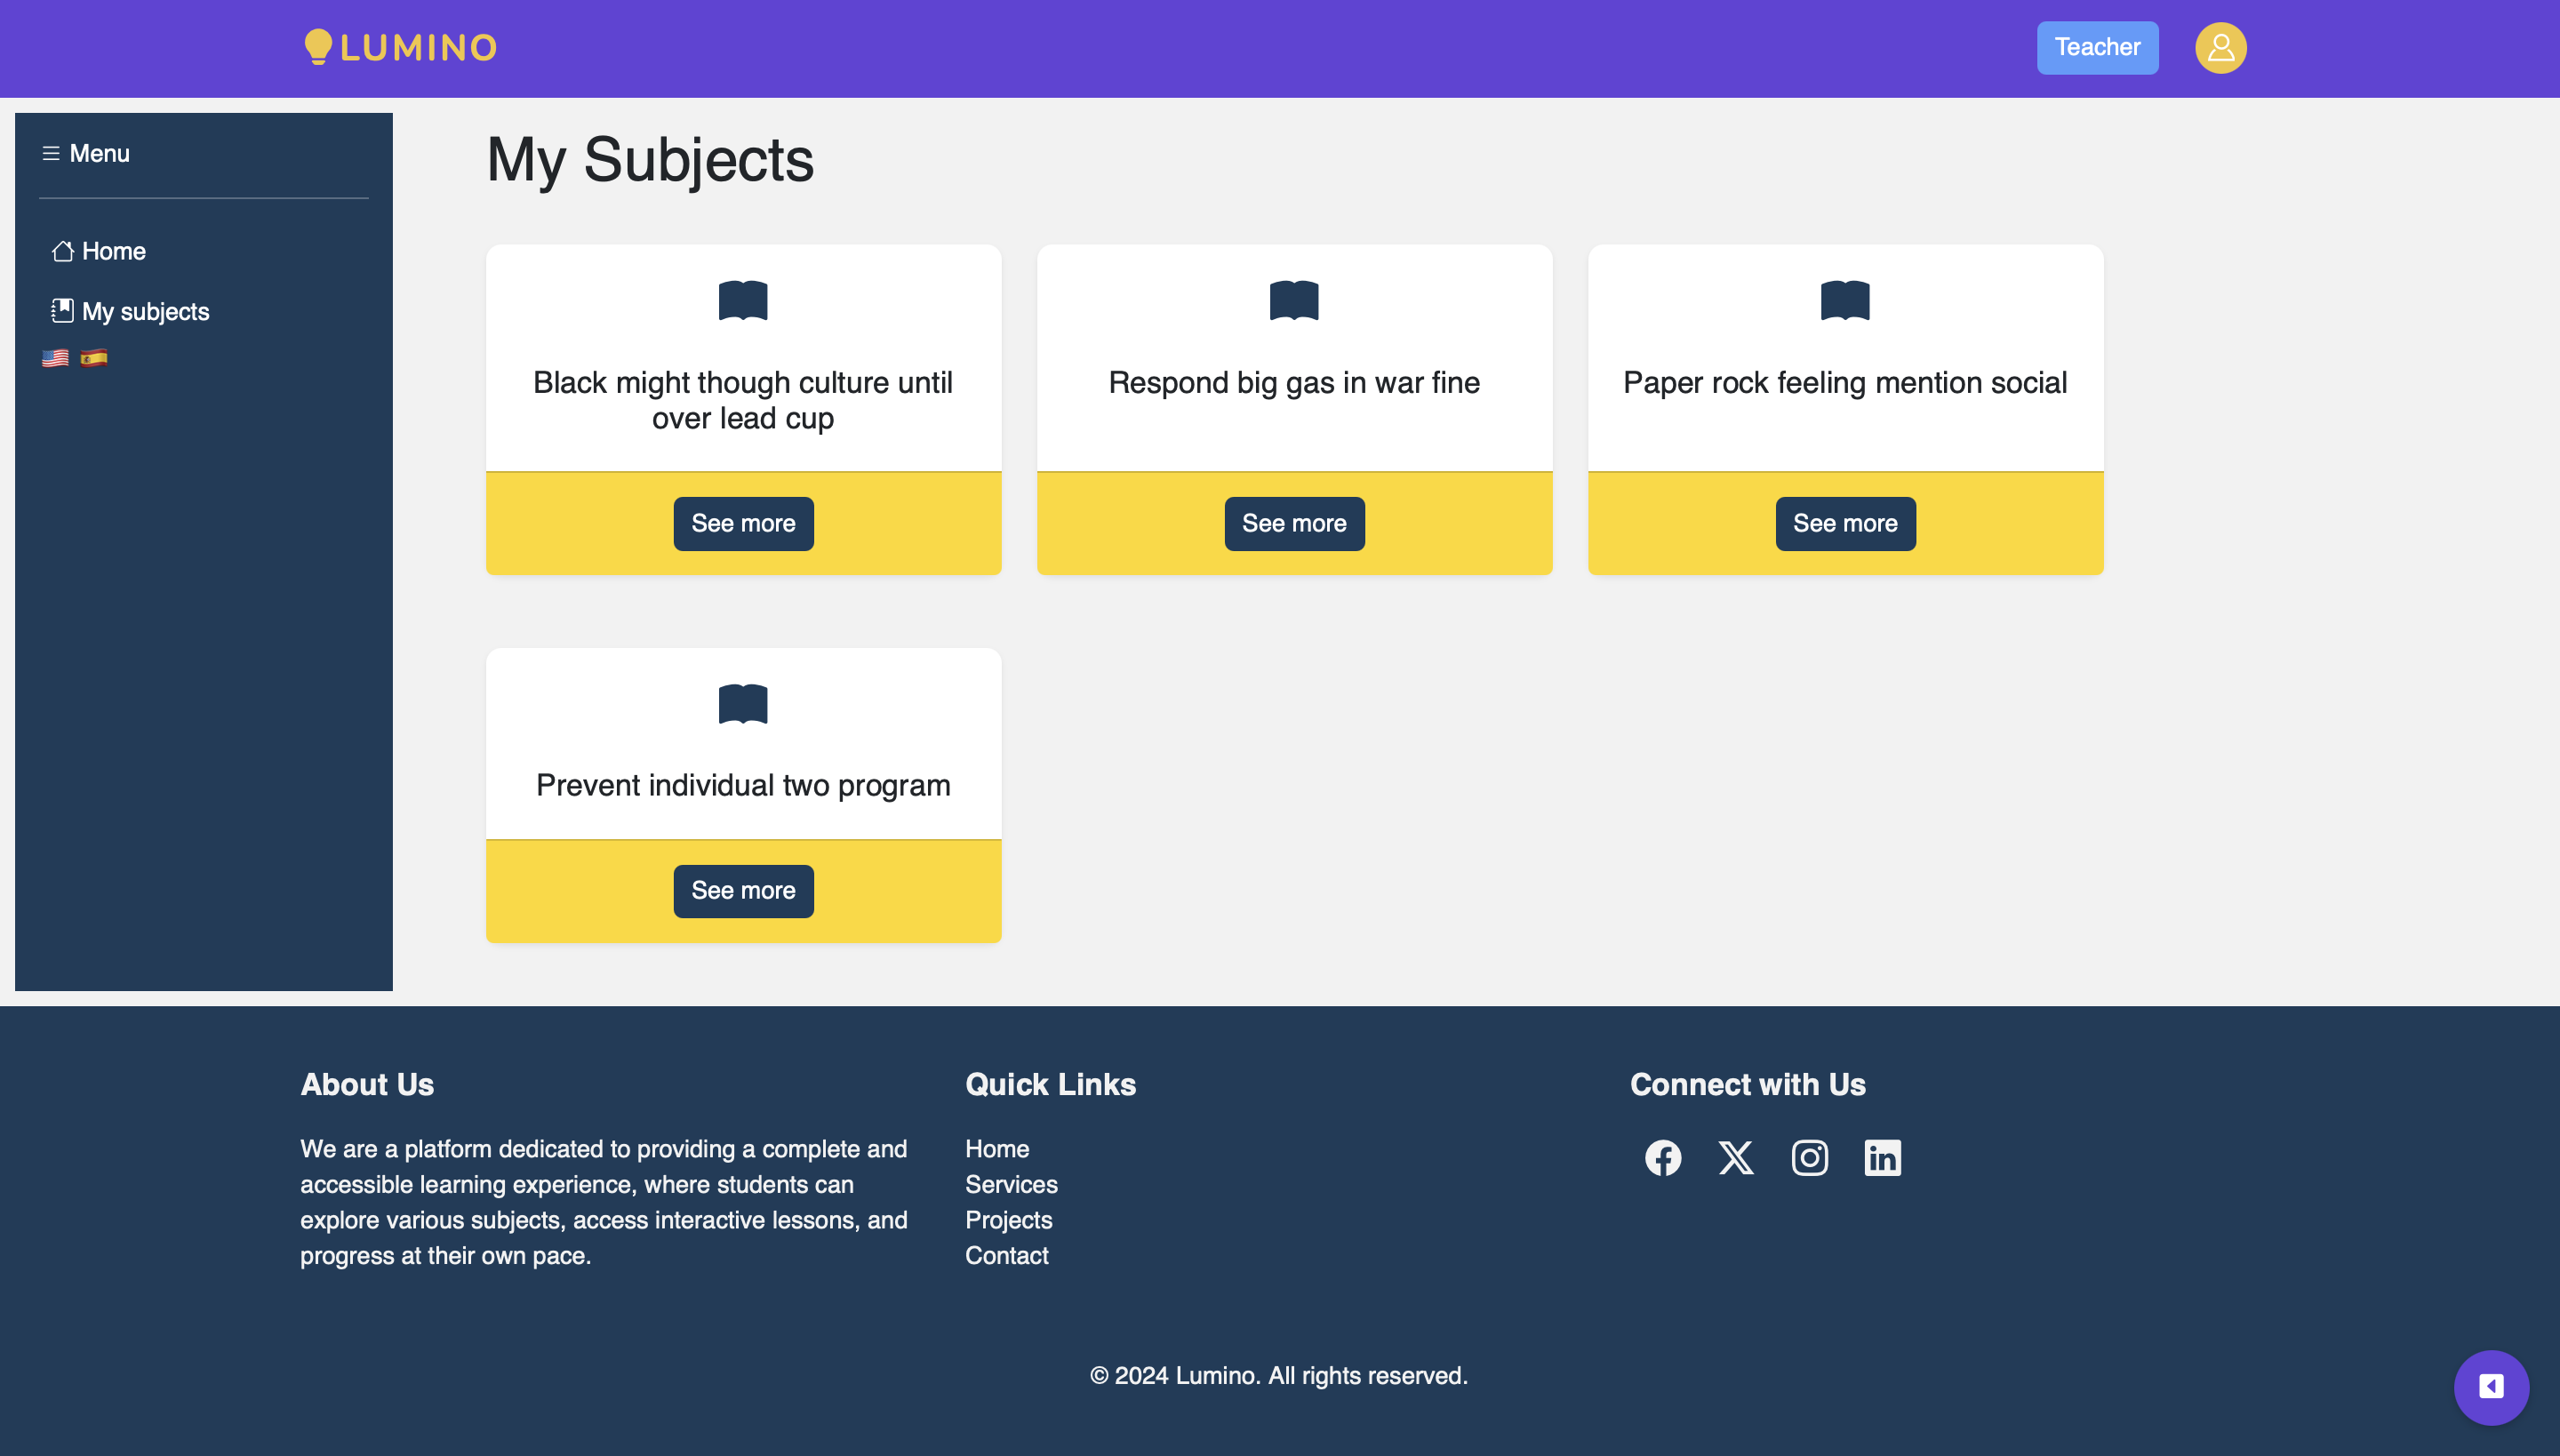 LUMINO
Teacher
Menu
Home
My subjects
My Subjects
Black might though culture until
over lead cup
See more
Respond big gas in war fine
See more
Paper rock feeling mention social
See more
Prevent individual two program
See more
About Us
We are a platform dedicated to providing a complete and
accessible learning experience, where students can
explore various subjects, access interactive lessons, and
progress at their own pace.
Quick Links
Home
Services
Projects
Contact
Connect with Us
© 2024 Lumino. All rights reserved.